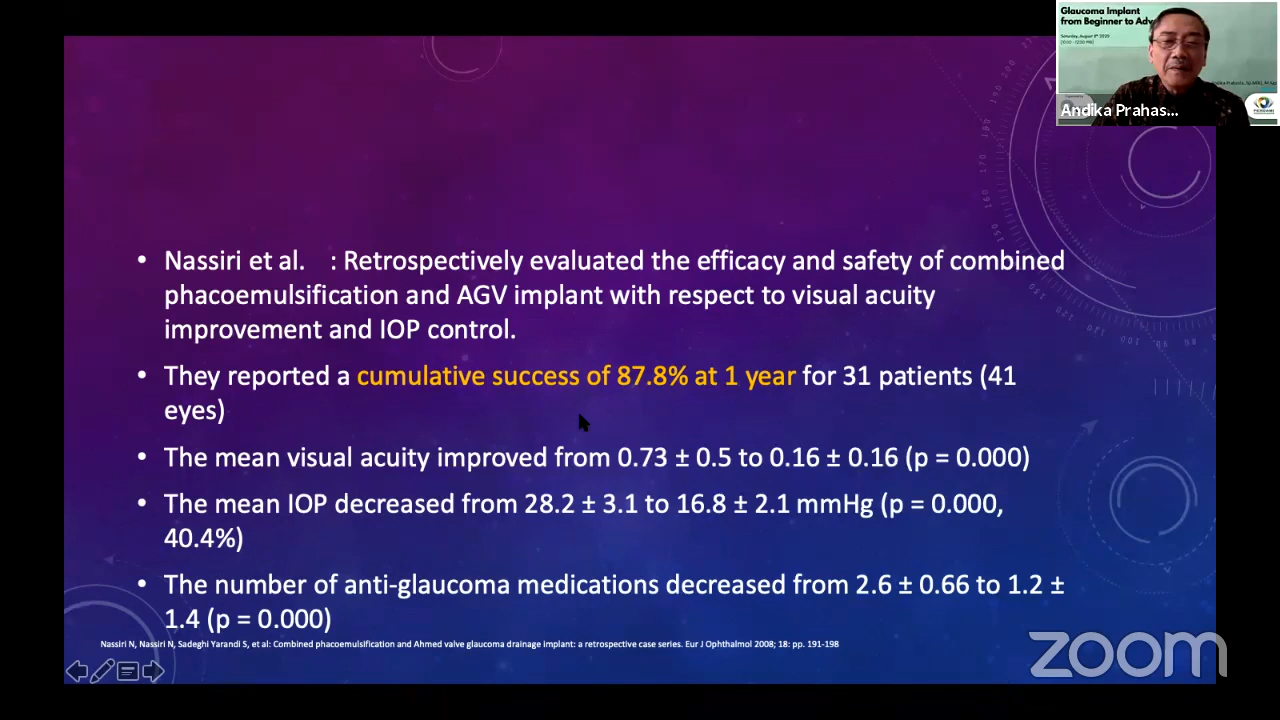 Glaucoma Implant
from Beginner to Adv
Saturday, August 8th 2020
Andika Prahas...
• Nassiri et al. : Retrospectively evaluated the efficacy and safety of combined
phacoemulsification and AGV implant with respect to visual acuity
improvement and IOP control.
• They reported a cumulative success of 87.8% at 1 year for 31 patients (41
eyes)
• The mean visual acuity improved from 0.73 ± 0.5 to 0.16 ± 0.16 (p = 0.000)
• The mean IOP decreased from 28.2 ± 3.1 to 16.8 ± 2.1 mmHg (p = 0.000,
40.4%)
• The number of anti-glaucoma medications decreased from 2.6 ± 0.66 to 1.2 ±
1.4 (p = 0.000)
Nassiri N, Nassiri N, Sadeghi Yarandi S, et al: Combined phacoemulsification and Ahmed valve glaucoma drainage implant: a retrospective case series. Eur J Ophthalmol 2008; 18: pp. 191-198
zoom